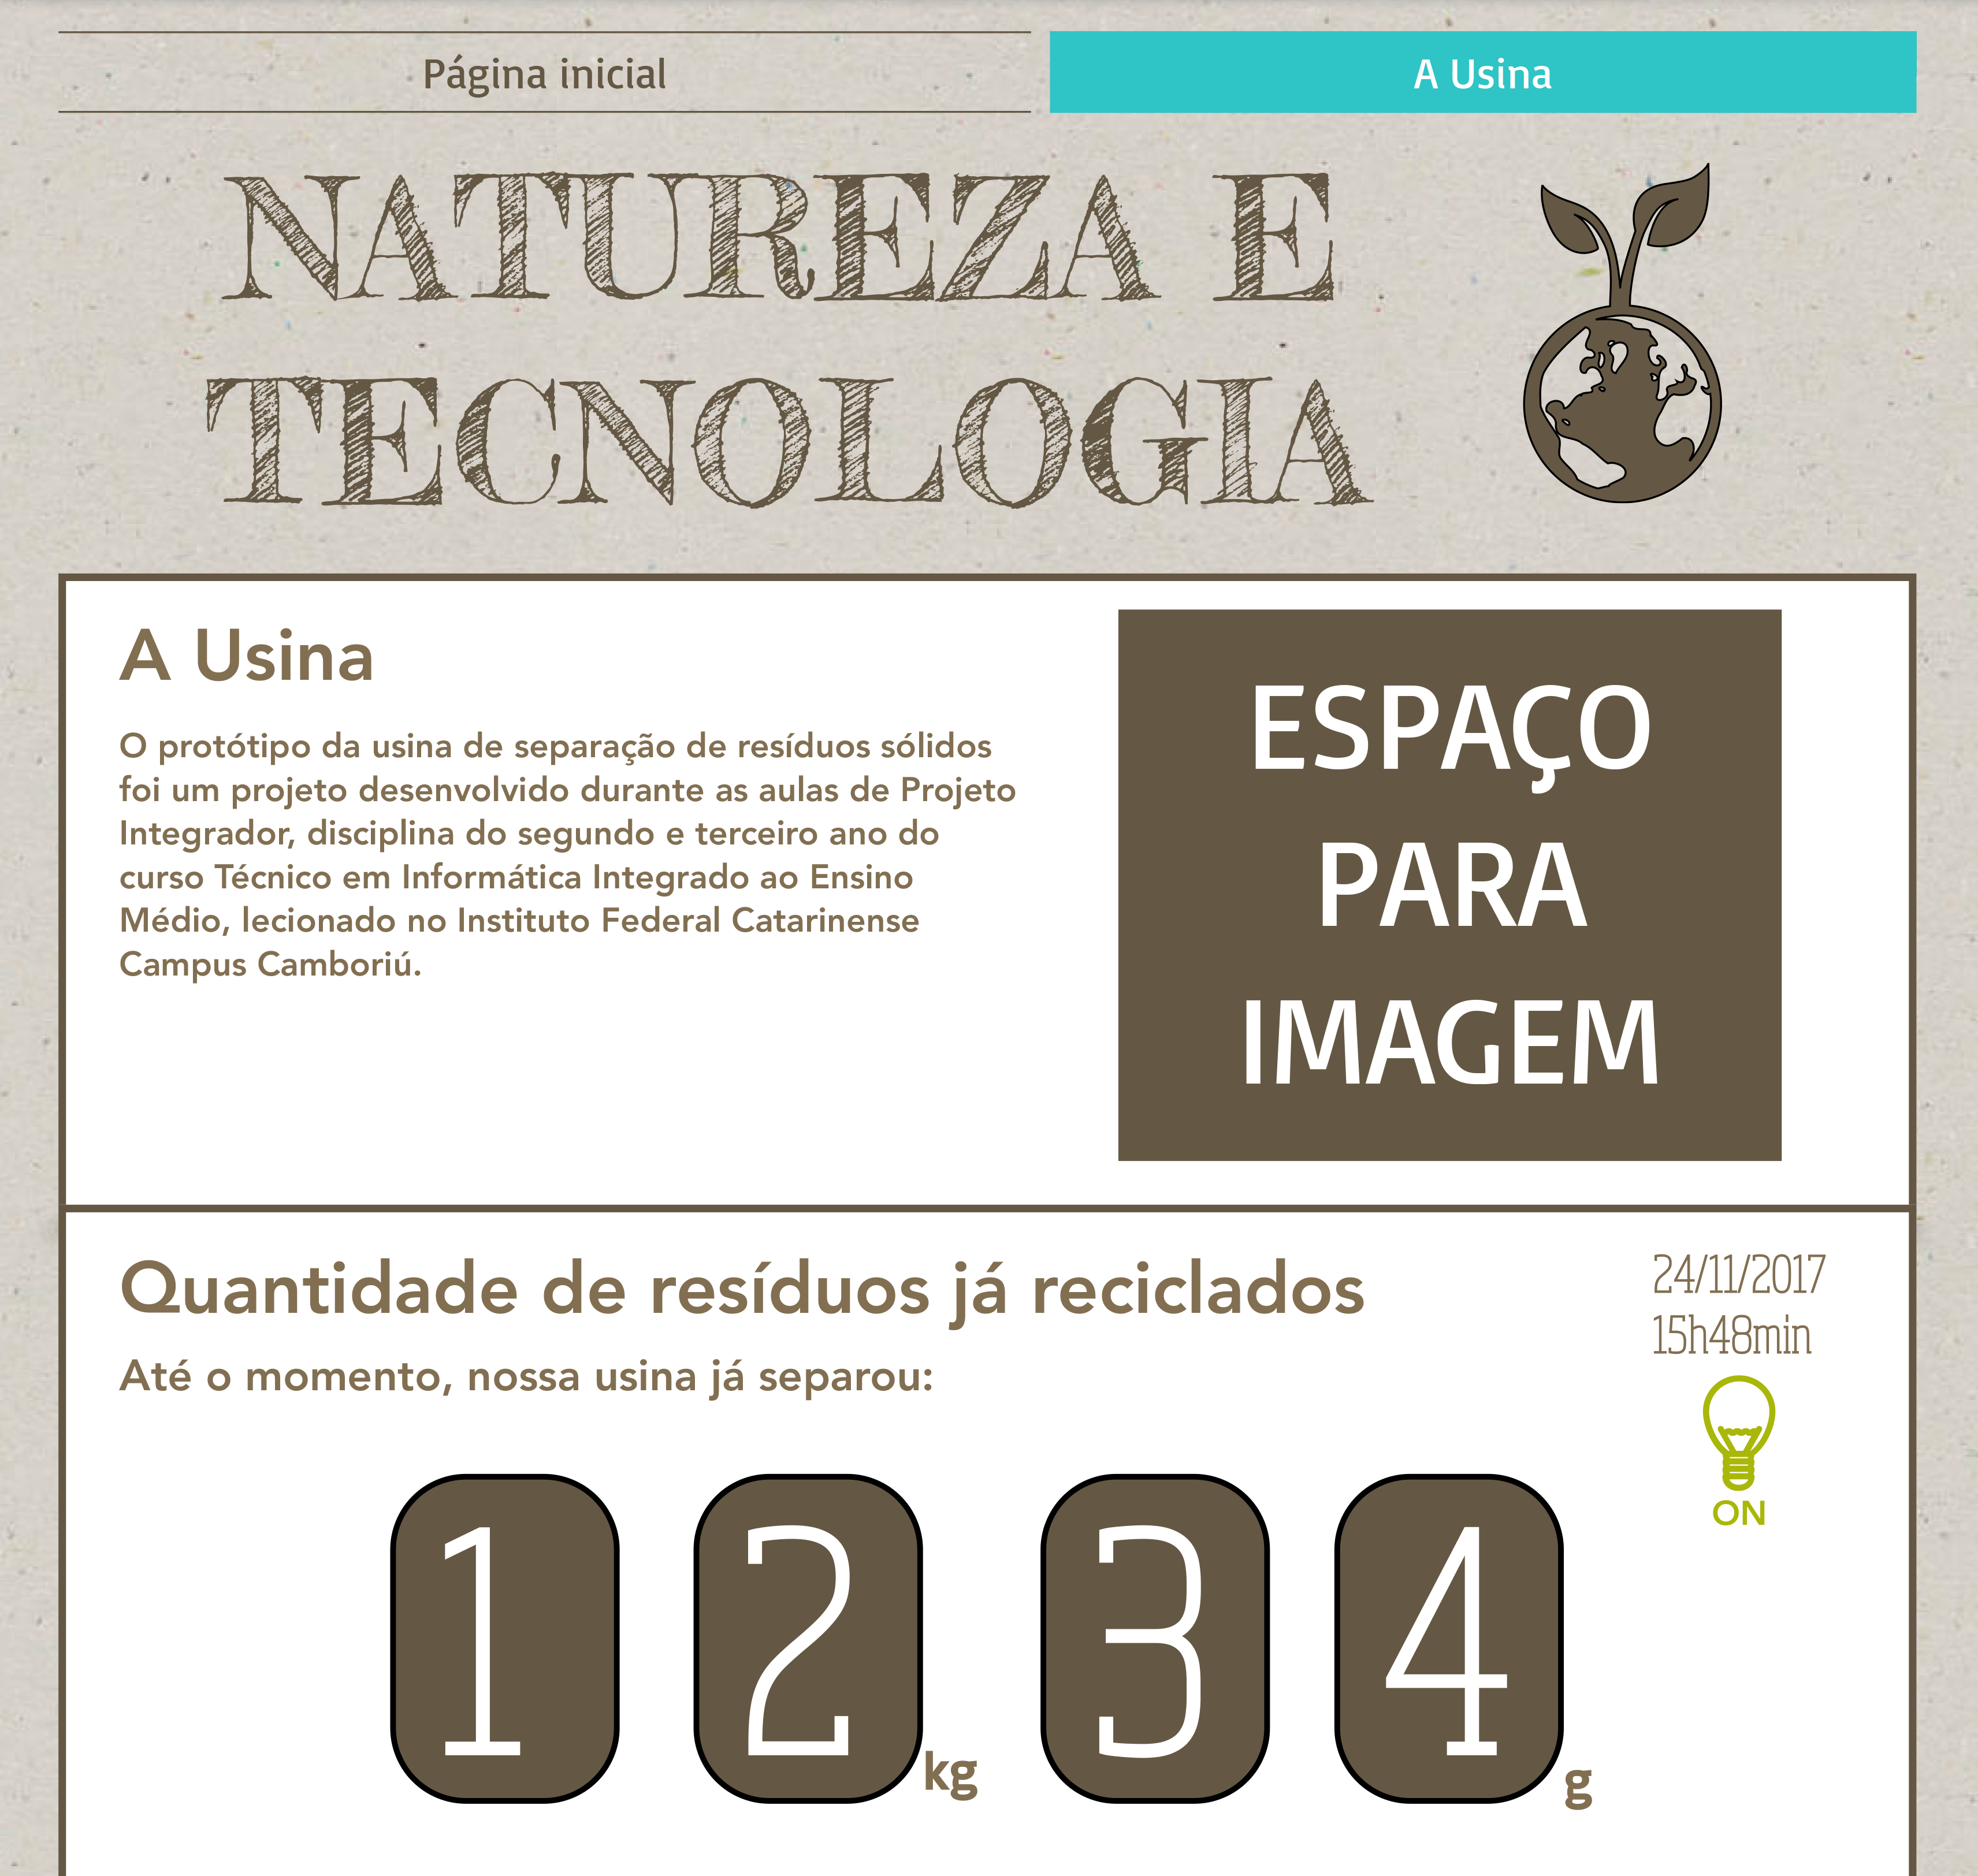 Página inicial
A Usina
NATUREZA E
TECNOLOGIA
A Usina
O protótipo da usina de separação de resíduos sólidos
foi um projeto desenvolvido durante as aulas de Projeto
Integrador, disciplina do segundo e terceiro ano do
curso Técnico em Informática Integrado ao Ensino
Médio, lecionado no Instituto Federal Catarinense
Campus Camboriú.
ESPAÇO
PARA
IMAGEM
Quantidade de resíduos já reciclados
24/11/2017
15h48min
Até o momento, nossa usina já separou:
ON
1 2 kg 3 4 g